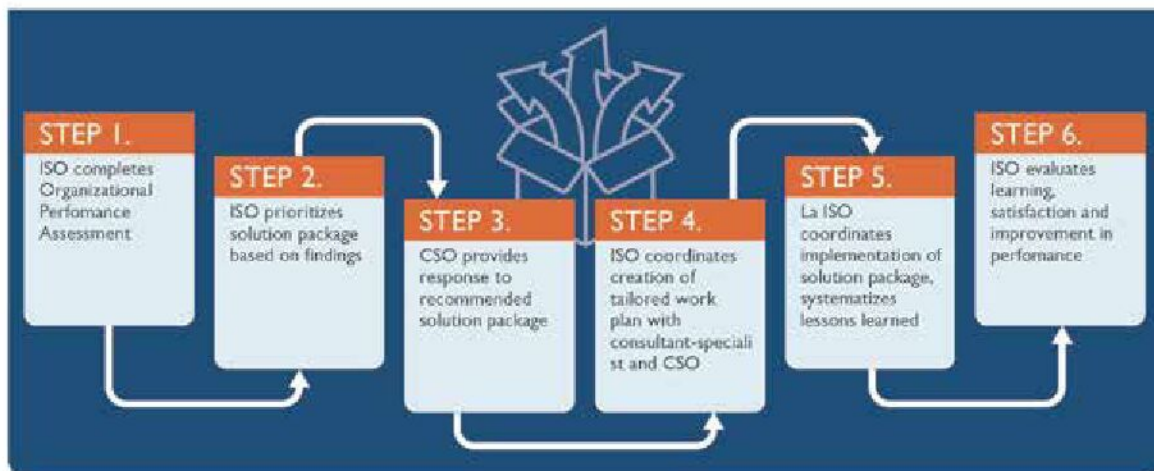 STEP 1.
ISO completes
Organizational
Perfomance
Assessment
STEP 2.
ISO prioritizes
solution package
based on findings
STEP 3.
CSO provides
response to
recommended
solution package
STEP 4.
ISO coordinates
creation of
tailored work
plan with
consultant-speciali
st and CSO
STEP 5.
La ISO
coordinates
implementation of
solution package,
systematizes
lessons learned
STEP 6.
ISO evaluates
learning,
satisfaction and
improvement in
perfomance